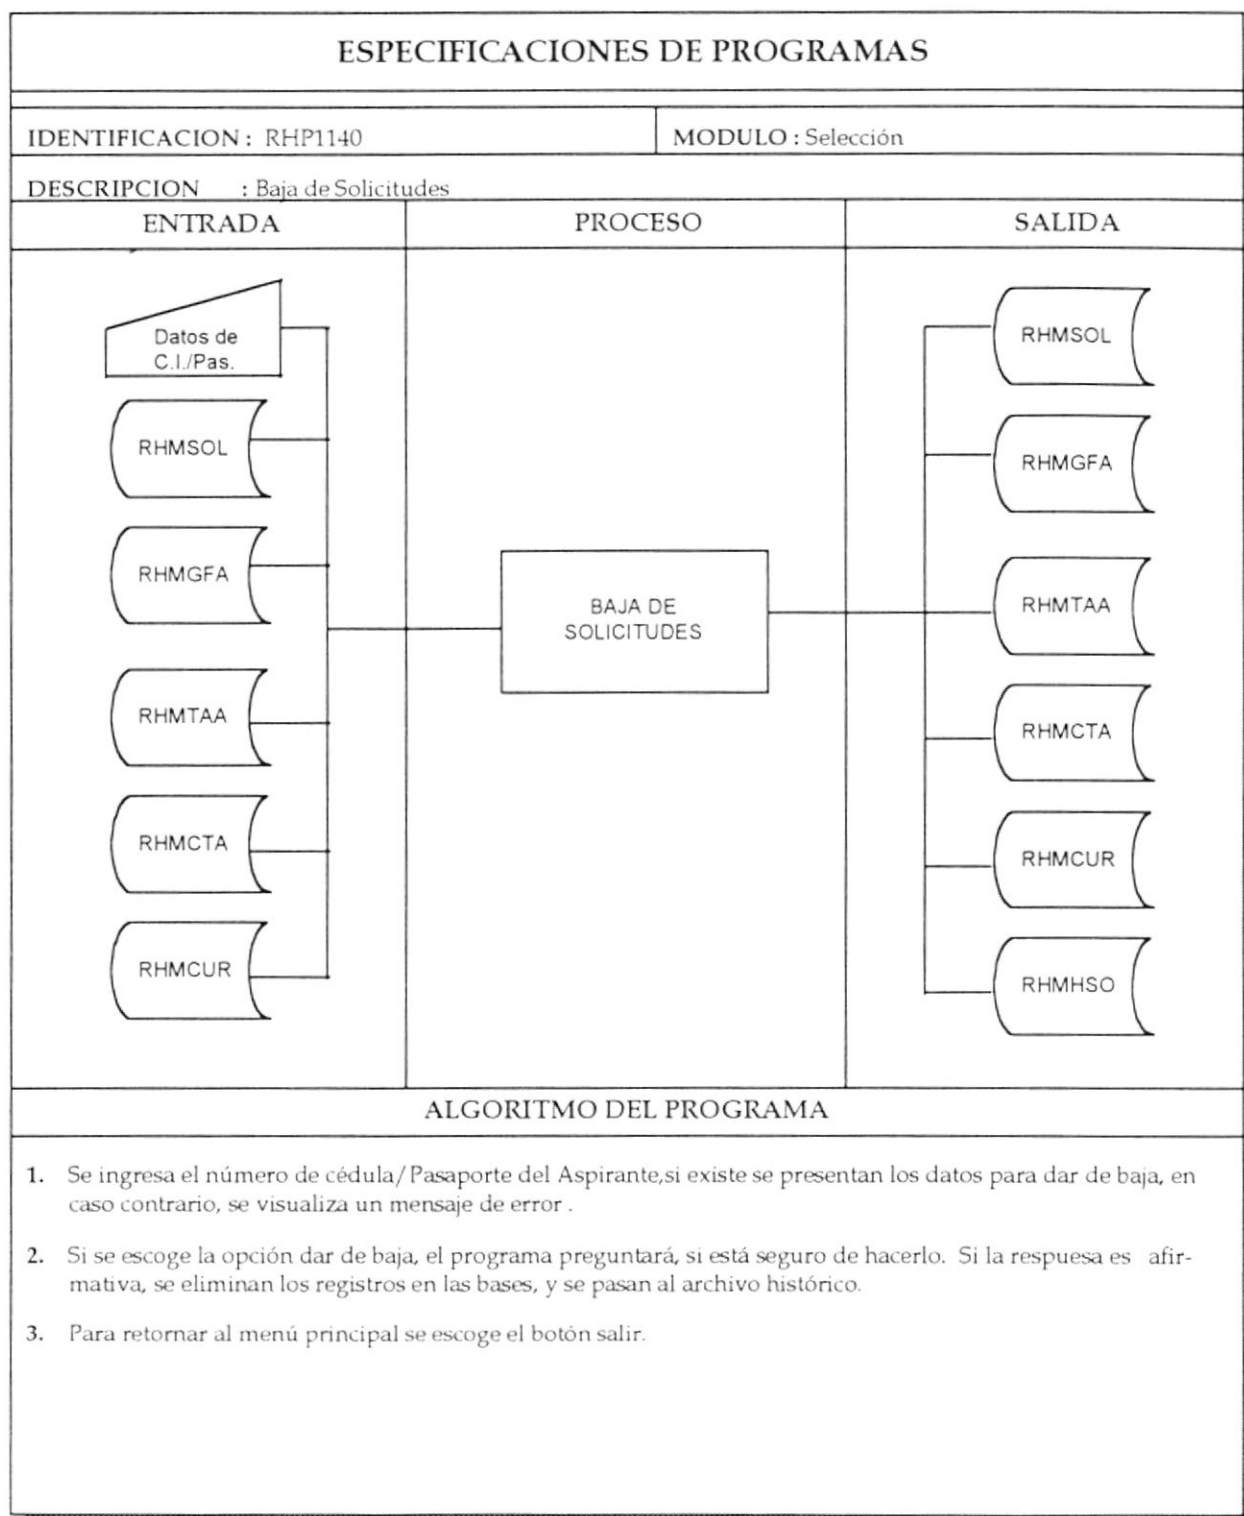 ESPECIFICACIONES DE PROGRAMAS
IDENTIFICACION : RHP1140
MODULO : Selección
DESCRIPCION : Baja de Solicitudes
ENTRADA
PROCESO
SALIDA
Datos de
C.I./Pas.
RHMSOL
RHMGFA
RHMTAA
RHMCTA
RHMCUR
BAJA DE
SOLICITUDES
RHMSOL
RHMGFA
RHMTAA
RHMCTA
RHMCUR
RHMHSO
ALGORITMO DEL PROGRAMA
1. Se ingresa el número de cédula/Pasaporte del Aspirante,si existe se presentan los datos para dar de baja, en
caso contrario, se visualiza un mensaje de error .
2. Si se escoge la opción dar de baja, el programa preguntará, si está seguro de hacerlo. Si la respuesa es afir-
mativa, se eliminan los registros en las bases, y se pasan al archivo histórico.
3. Para retornar al menú principal se escoge el botón salir.